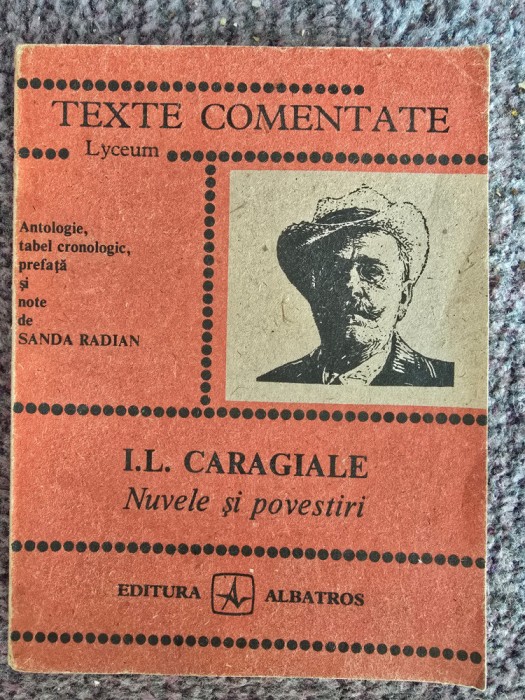 TEXTE COMENTATE
Lyceum
Antologie,
tabel cronologic,
prefață
și
note
de
SANDA RADIAN
I.L. CARAGIALE
Nuvele și povestiri
EDITURA ALBATROS